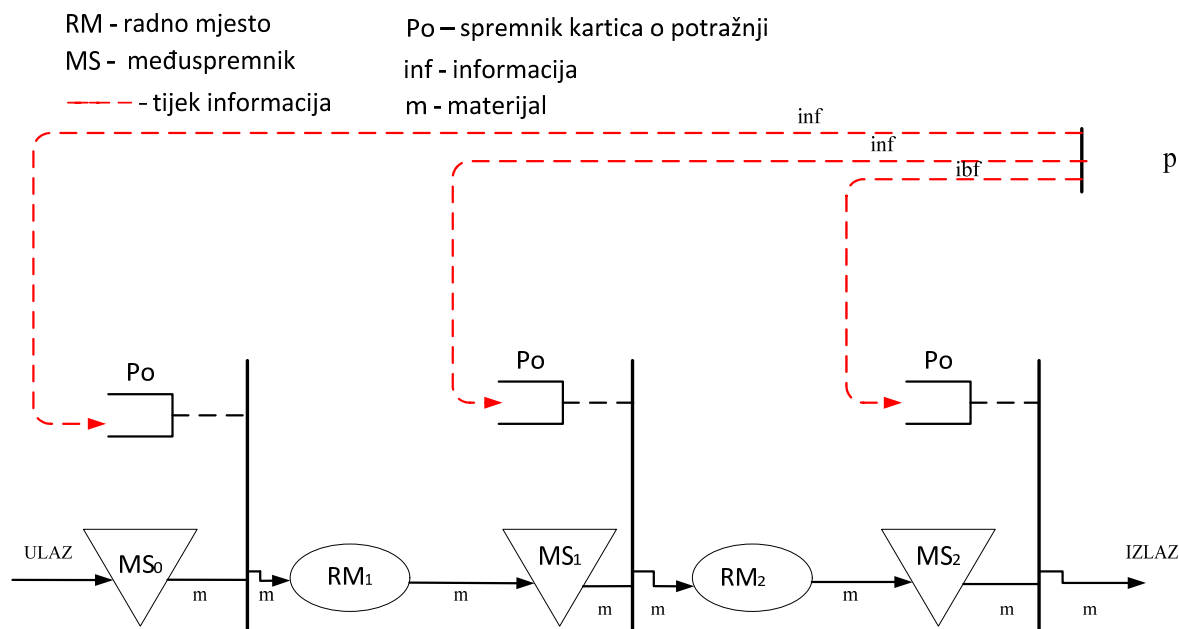 RM - radno mjesto
MS - međuspremnik
- tijek informacija
Po – spremnik kartica o potražnji
inf - informacija
m - materijal
inf
inf
ibf
p
Po
Po
Po
ULAZ
MS₀
m
m
RM₁
m
MS₁
m
m
RM₂
m
MS₂
m
m
IZLAZ